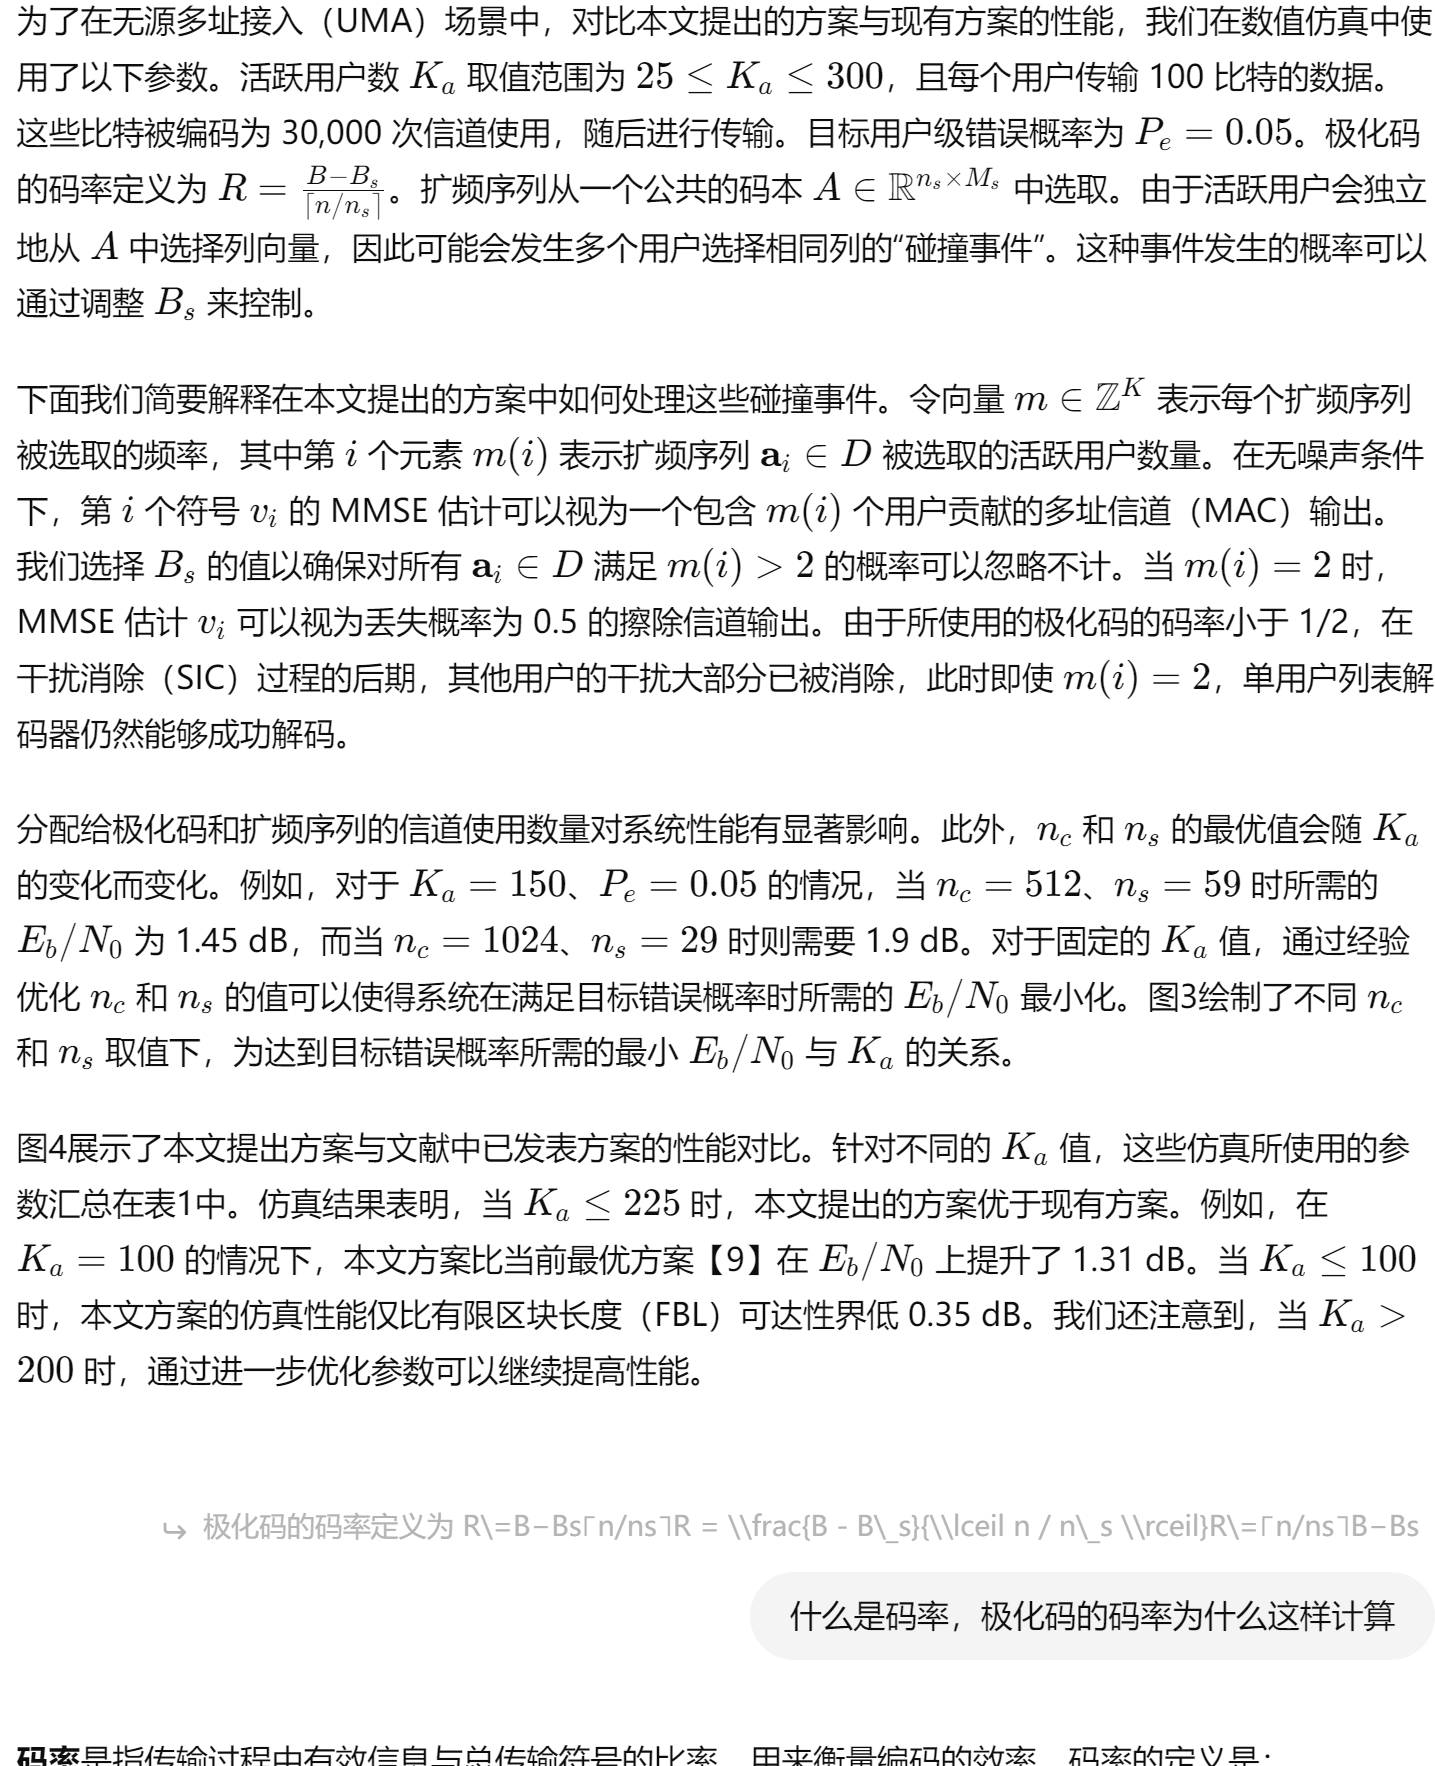 为了在无源多址接入（UMA）场景中，对比本文提出的方案与现有方案的性能，我们在数值仿真中使
用了以下参数。活跃用户数 $K_a$ 取值范围为 $25 \leq K_a \leq 300$，且每个用户传输 100 比特的数据。
这些比特被编码为 30,000 次信道使用，随后进行传输。目标用户级错误概率为 $P_e = 0.05$。极化码
的码率定义为 $R = \frac{B-B_s}{\lceil n/n_s \rceil}$。扩频序列从一个公共的码本 $A \in \mathbb{R}^{n_s \times M_s}$ 中选取。由于活跃用户会独立
地从 $A$ 中选择列向量，因此可能会发生多个用户选择相同列的“碰撞事件”。这种事件发生的概率可以
通过调整 $B_s$ 来控制。
下面我们简要解释在本文提出的方案中如何处理这些碰撞事件。令向量 $m \in \mathbb{Z}^K$ 表示每个扩频序列
被选取的频率，其中第 $i$ 个元素 $m(i)$ 表示扩频序列 $\mathbf{a}_i \in D$ 被选取的活跃用户数量。在无噪声条件
下，第 $i$ 个符号 $v_i$ 的 MMSE 估计可以视为一个包含 $m(i)$ 个用户贡献的多址信道（MAC）输出。
我们选择 $B_s$ 的值以确保对所有 $\mathbf{a}_i \in D$ 满足 $m(i) > 2$ 的概率可以忽略不计。当 $m(i) = 2$ 时，
MMSE 估计 $v_i$ 可以视为丢失概率为 0.5 的擦除信道输出。由于所使用的极化码的码率小于 1/2，在
干扰消除（SIC）过程的后期，其他用户的干扰大部分已被消除，此时即使 $m(i) = 2$，单用户列表解
码器仍然能够成功解码。
分配给极化码和扩频序列的信道使用数量对系统性能有显著影响。此外，$n_c$ 和 $n_s$ 的最优值会随 $K_a$
的变化而变化。例如，对于 $K_a = 150$、$P_e = 0.05$ 的情况，当 $n_c = 512$、$n_s = 59$ 时所需的
$E_b/N_0$ 为 1.45 dB，而当 $n_c = 1024$、$n_s = 29$ 时则需要 1.9 dB。对于固定的 $K_a$ 值，通过经验
优化 $n_c$ 和 $n_s$ 的值可以使得系统在满足目标错误概率时所需的 $E_b/N_0$ 最小化。图3绘制了不同 $n_c$
和 $n_s$ 取值下，为达到目标错误概率所需的最小 $E_b/N_0$ 与 $K_a$ 的关系。
图4展示了本文提出方案与文献中已发表方案的性能对比。针对不同的 $K_a$ 值，这些仿真所使用的参
数汇总在表1中。仿真结果表明，当 $K_a \leq 225$ 时，本文提出的方案优于现有方案。例如，在
$K_a = 100$ 的情况下，本文方案比当前最优方案【9】在 $E_b/N_0$ 上提升了 1.31 dB。当 $K_a \leq 100$
时，本文方案的仿真性能仅比有限区块长度（FBL）可达性界低 0.35 dB。我们还注意到，当 $K_a >$
$200$ 时，通过进一步优化参数可以继续提高性能。
极化码的码率定义为 R\=B−Bs⌈n/ns⌉R = \\frac{B - B\_s}{\\lceil n / n\_s \\rceil}R\=⌈n/ns⌉B−Bs
什么是码率，极化码的码率为什么这样计算
码率是指传输过程中有效信息与总传输符号的比率，用来衡量编码的效率。码率的定义是：